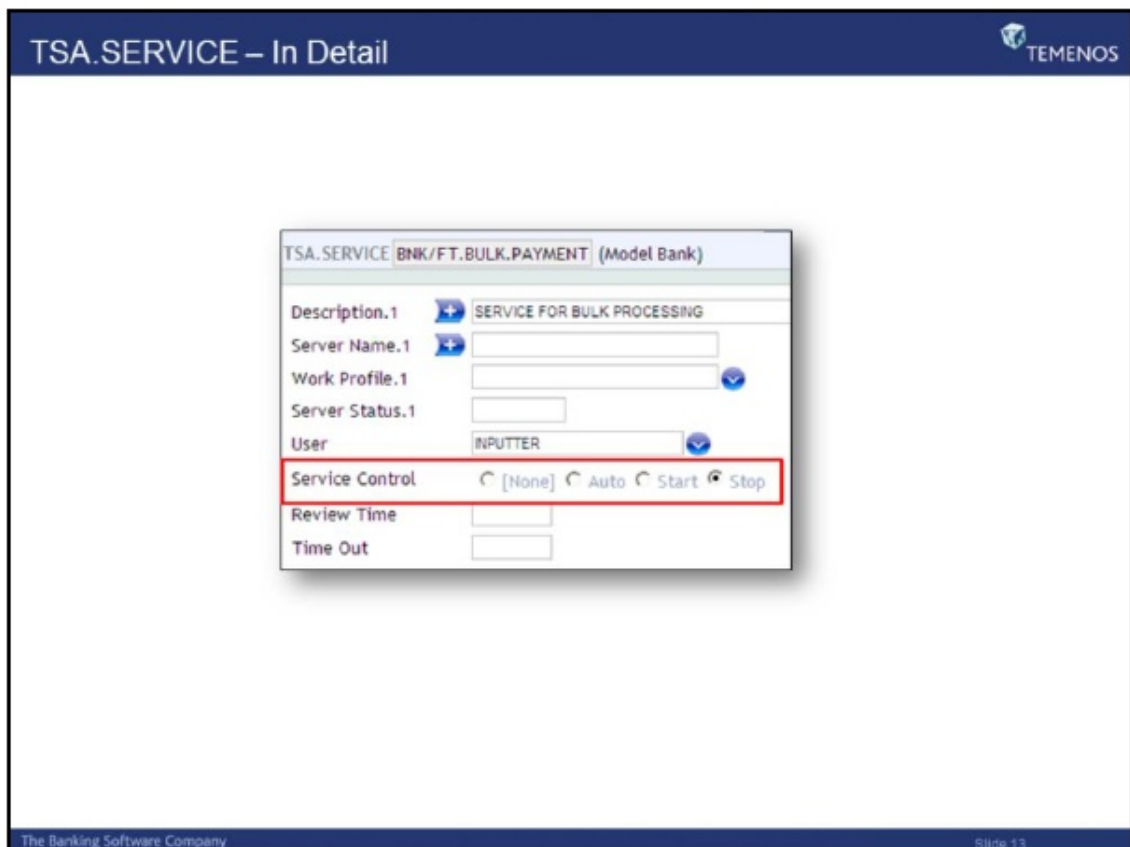 TSA.SERVICE – In Detail
TEMENOS
TSA.SERVICE BNK/FT.BULK.PAYMENT (Model Bank)
Description.1 SERVICE FOR BULK PROCESSING
Server Name.1
Work Profile.1
Server Status.1
User INPUTTER
Service Control [None] Auto Start Stop
Review Time
Time Out
The Banking Software Company
Slide 13